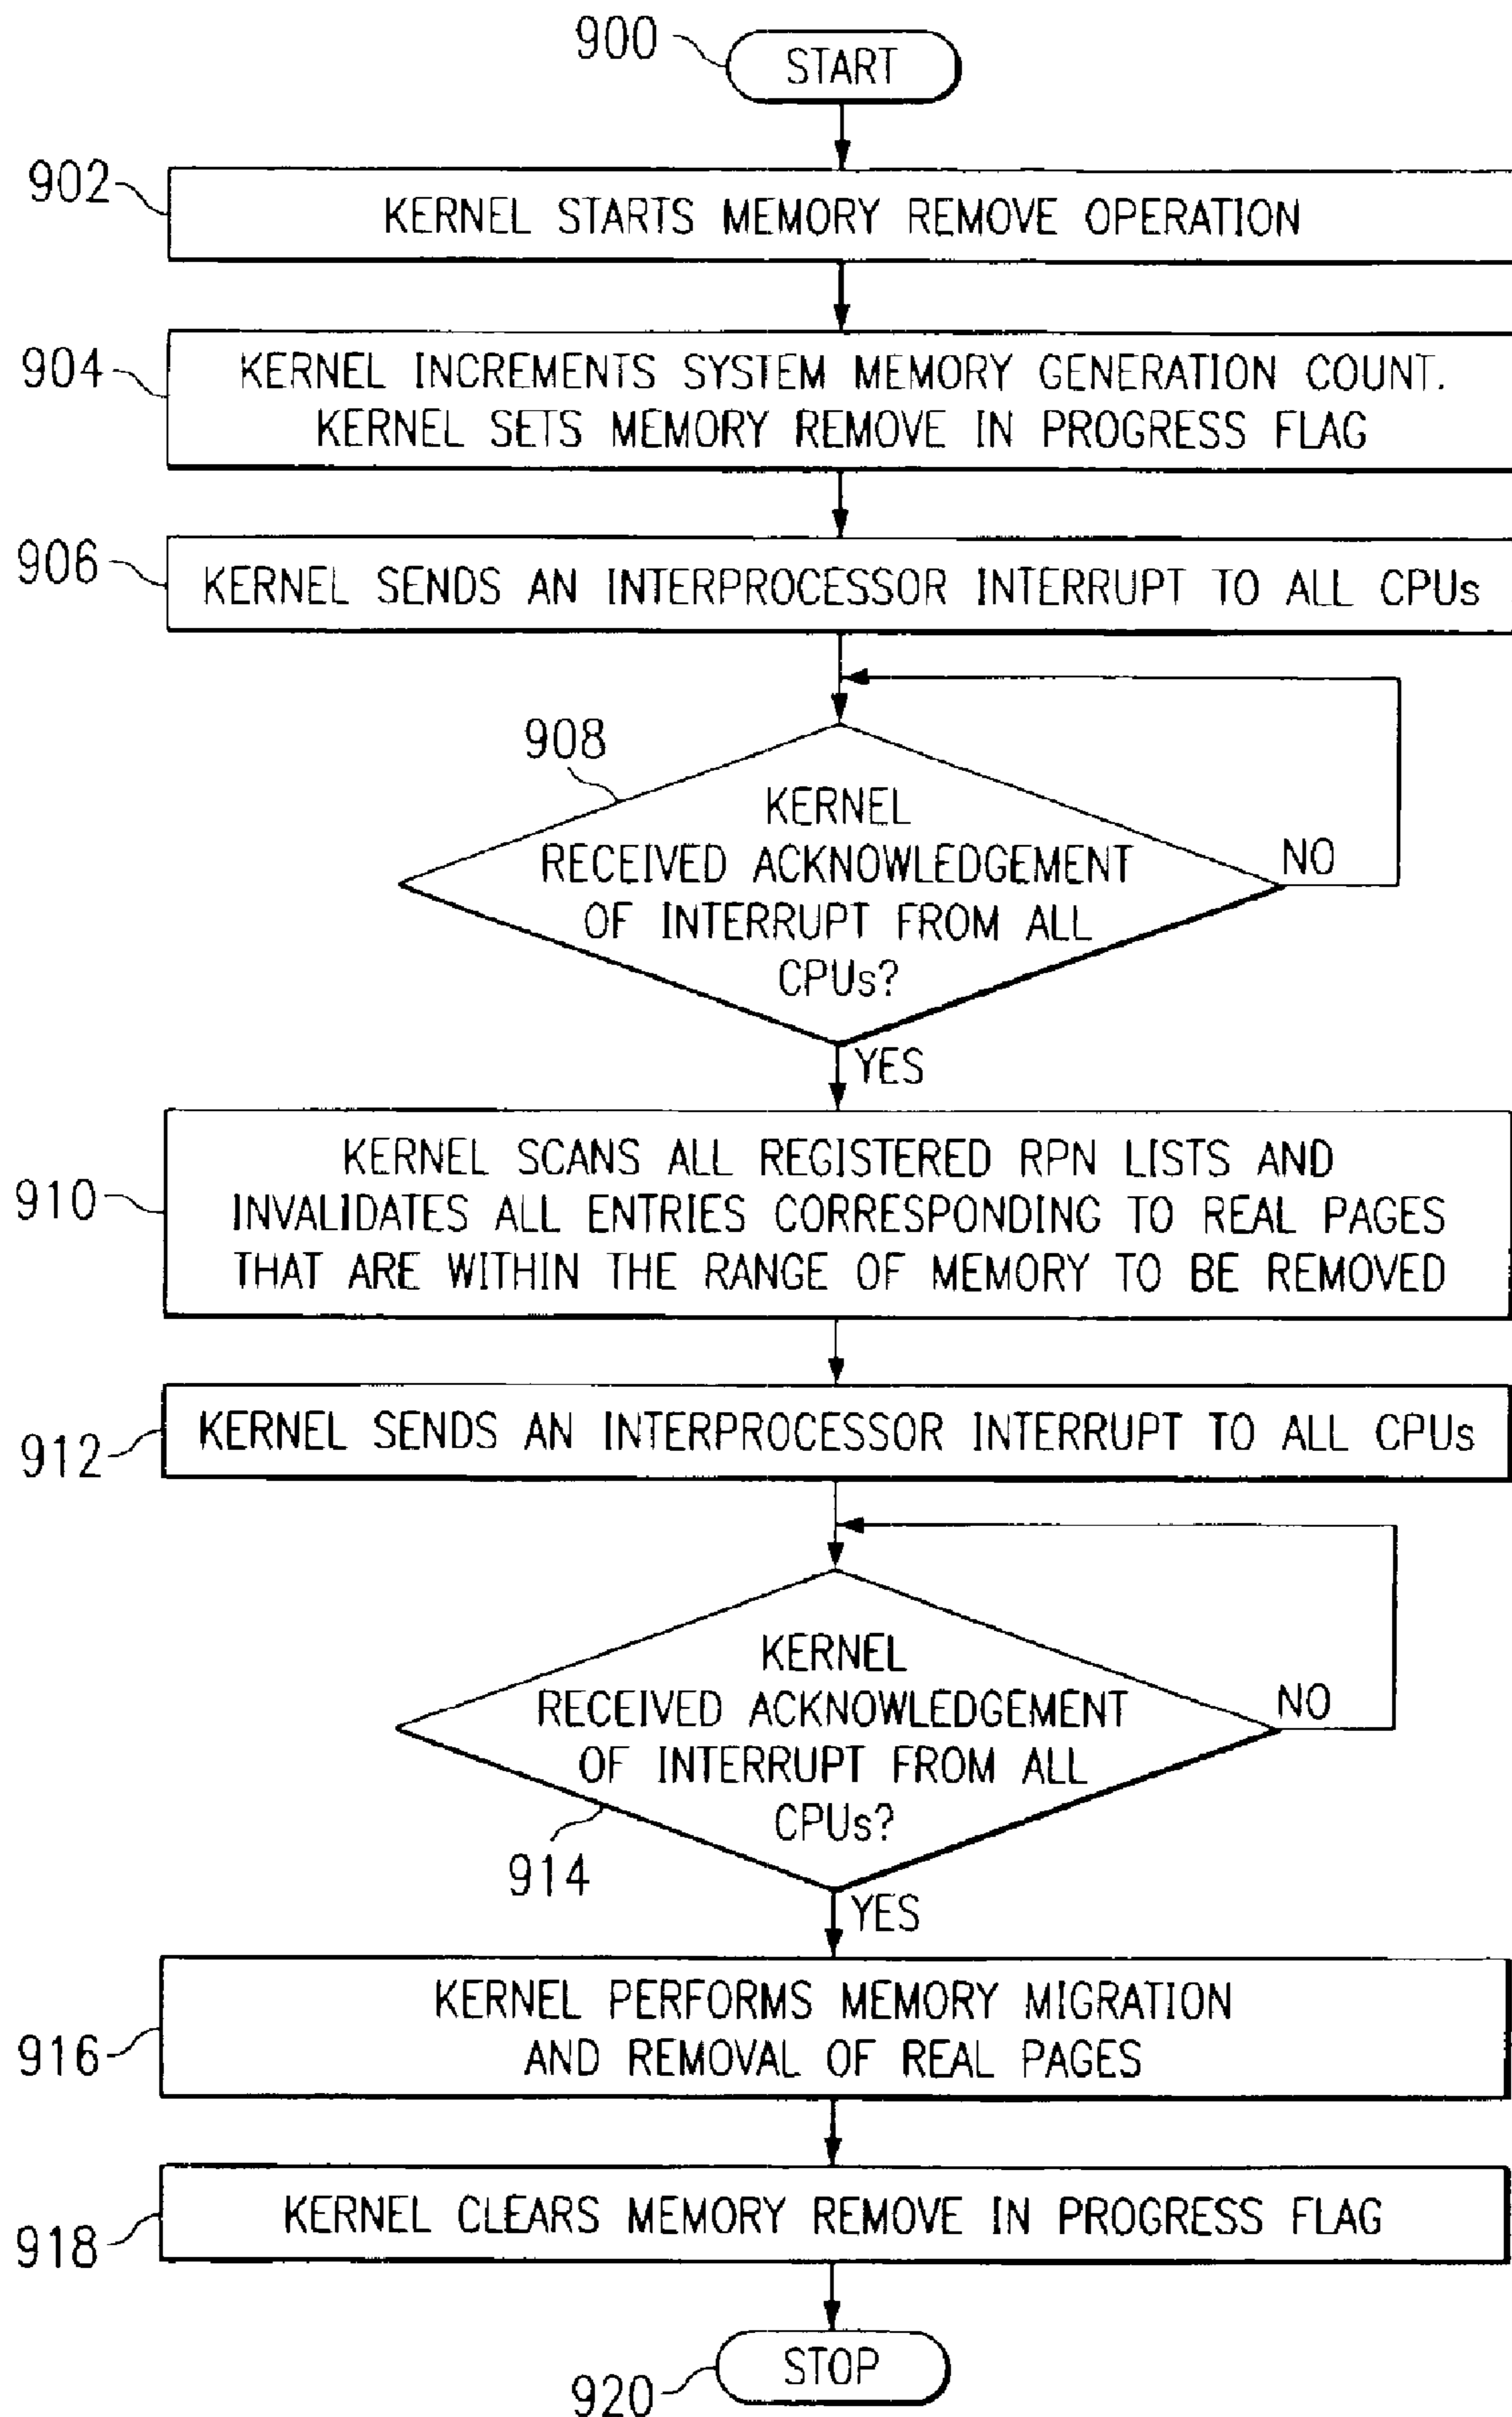 900
START
902
KERNEL STARTS MEMORY REMOVE OPERATION
904
KERNEL INCREMENTS SYSTEM MEMORY GENERATION COUNT.
KERNEL SETS MEMORY REMOVE IN PROGRESS FLAG
906
KERNEL SENDS AN INTERPROCESSOR INTERRUPT TO ALL CPUs
908
KERNEL
RECEIVED ACKNOWLEDGEMENT
OF INTERRUPT FROM ALL
CPUs?
NO
YES
910
KERNEL SCANS ALL REGISTERED RPN LISTS AND
INVALIDATES ALL ENTRIES CORRESPONDING TO REAL PAGES
THAT ARE WITHIN THE RANGE OF MEMORY TO BE REMOVED
912
KERNEL SENDS AN INTERPROCESSOR INTERRUPT TO ALL CPUs
KERNEL
RECEIVED ACKNOWLEDGEMENT
OF INTERRUPT FROM ALL
CPUs?
NO
914
YES
916
KERNEL PERFORMS MEMORY MIGRATION
AND REMOVAL OF REAL PAGES
918
KERNEL CLEARS MEMORY REMOVE IN PROGRESS FLAG
920
STOP